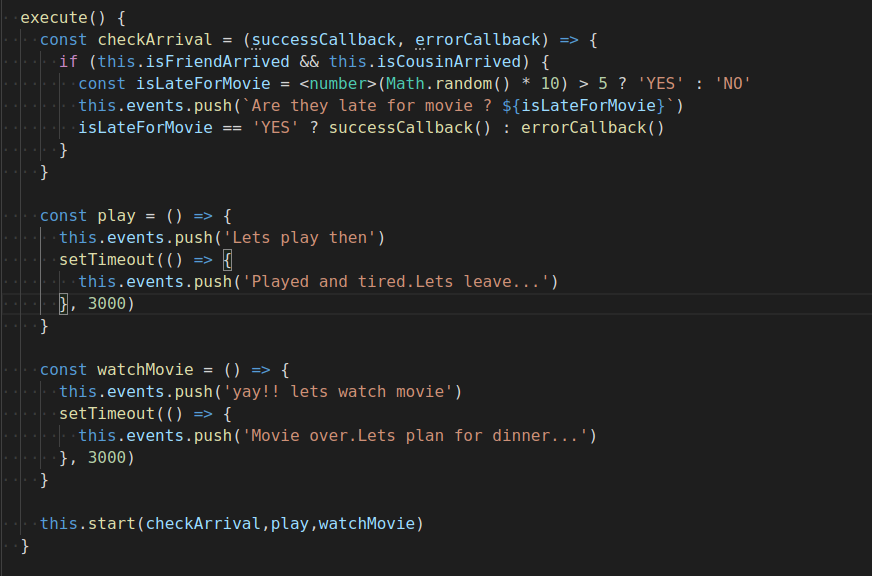 execute() {
const checkArrival = (successCallback, errorCallback) => {
if (this.isFriendArrived && this.isCousinArrived) {
const isLateForMovie = <number>(Math.random() * 10) > 5 ? 'YES' : 'NO'
this.events.push(`Are they late for movie ? ${isLateForMovie}`)
isLateForMovie == 'YES' ? successCallback() : errorCallback()
}
}
const play = () => {
this.events.push('Lets play then')
setTimeout(() => {
this.events.push('Played and tired.Lets leave...')
}, 3000)
}
const watchMovie = () => {
this.events.push('yay!! lets watch movie')
setTimeout(() => {
this.events.push('Movie over.Lets plan for dinner...')
}, 3000)
}
this.start(checkArrival,play,watchMovie)
}